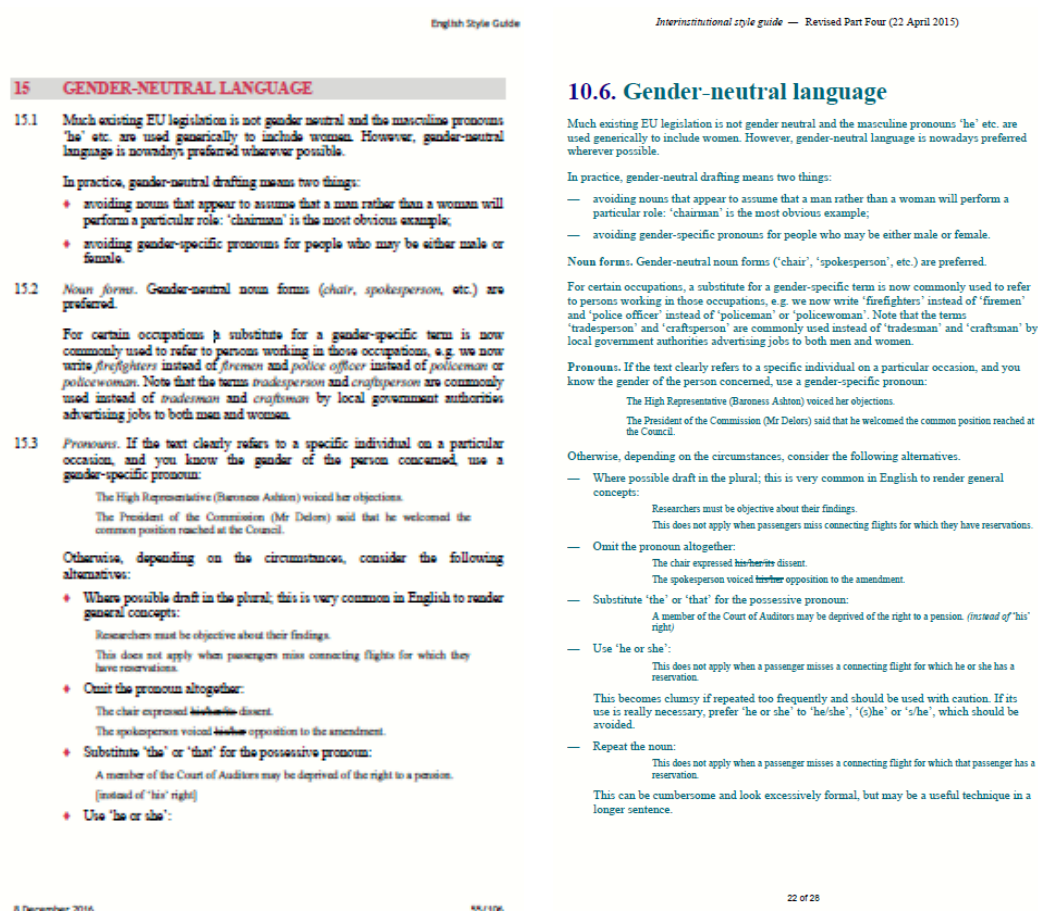 English Style Guide
15 GENDER-NEUTRAL LANGUAGE
15.1 Much existing EU legislation is not gender neutral and the masculine pronouns
'he' etc. are used generically to include women. However, gender-neutral
language is nowadays preferred wherever possible.
In practice, gender-neutral drafting means two things:
♦ avoiding nouns that appear to assume that a man rather than a woman will
perform a particular role: 'chairman' is the most obvious example;
♦ avoiding gender-specific pronouns for people who may be either male or
female.
15.2 Noun forms. Gender-neutral noun forms (chair, spokesperson, etc.) are
preferred.
For certain occupations a substitute for a gender-specific term is now
commonly used to refer to persons working in those occupations, e.g. we now
write firefighters instead of firemen and police officer instead of policeman or
policewoman. Note that the terms tradesperson and craftsperson are commonly
used instead of tradesman and craftsman by local government authorities
advertising jobs to both men and women.
15.3 Pronouns. If the text clearly refers to a specific individual on a particular
occasion, and you know the gender of the person concerned, use a
gender-specific pronoun:
The High Representative (Baroness Ashton) voiced her objections.
The President of the Commission (Mr Delors) said that he welcomed the
common position reached at the Council.
Otherwise, depending on the circumstances, consider the following
alternatives:
♦ Where possible draft in the plural; this is very common in English to render
general concepts:
Researchers must be objective about their findings.
This does not apply when passengers miss connecting flights for which they
have reservations.
♦ Omit the pronoun altogether:
The chair expressed his/her/its dissent.
The spokesperson voiced his/her opposition to the amendment.
♦ Substitute 'the' or 'that' for the possessive pronoun:
A member of the Court of Auditors may be deprived of the right to a pension.
(instead of 'his' right)
♦ Use 'he or she':
8 December 2016 55/106
Interinstitutional style guide — Revised Part Four (22 April 2015)
10.6. Gender-neutral language
Much existing EU legislation is not gender neutral and the masculine pronouns 'he' etc. are
used generically to include women. However, gender-neutral language is nowadays preferred
wherever possible.
In practice, gender-neutral drafting means two things:
— avoiding nouns that appear to assume that a man rather than a woman will perform a
particular role: 'chairman' is the most obvious example;
— avoiding gender-specific pronouns for people who may be either male or female.
Noun forms. Gender-neutral noun forms ('chair', 'spokesperson', etc.) are preferred.
For certain occupations, a substitute for a gender-specific term is now commonly used to refer
to persons working in those occupations, e.g. we now write 'firefighters' instead of 'firemen'
and 'police officer' instead of 'policeman' or 'policewoman'. Note that the terms
'tradesperson' and 'craftsperson' are commonly used instead of 'tradesman' and 'craftsman' by
local government authorities advertising jobs to both men and women.
Pronouns. If the text clearly refers to a specific individual on a particular occasion, and you
know the gender of the person concerned, use a gender-specific pronoun:
The High Representative (Baroness Ashton) voiced her objections.
The President of the Commission (Mr Delors) said that he welcomed the common position reached at
the Council.
Otherwise, depending on the circumstances, consider the following alternatives.
— Where possible draft in the plural; this is very common in English to render general
concepts:
Researchers must be objective about their findings.
This does not apply when passengers miss connecting flights for which they have reservations.
— Omit the pronoun altogether:
The chair expressed his/her/its dissent.
The spokesperson voiced his/her opposition to the amendment.
— Substitute 'the' or 'that' for the possessive pronoun:
A member of the Court of Auditors may be deprived of the right to a pension. (instead of 'his'
right)
— Use 'he or she':
This does not apply when a passenger misses a connecting flight for which he or she has a
reservation.
This becomes clumsy if repeated too frequently and should be used with caution. If its
use is really necessary, prefer 'he or she' to 'he/she', '(s)he' or 's/he', which should be
avoided.
— Repeat the noun:
This does not apply when a passenger misses a connecting flight for which that passenger has a
reservation.
This can be cumbersome and look excessively formal, but may be a useful technique in a
longer sentence.
22 of 28